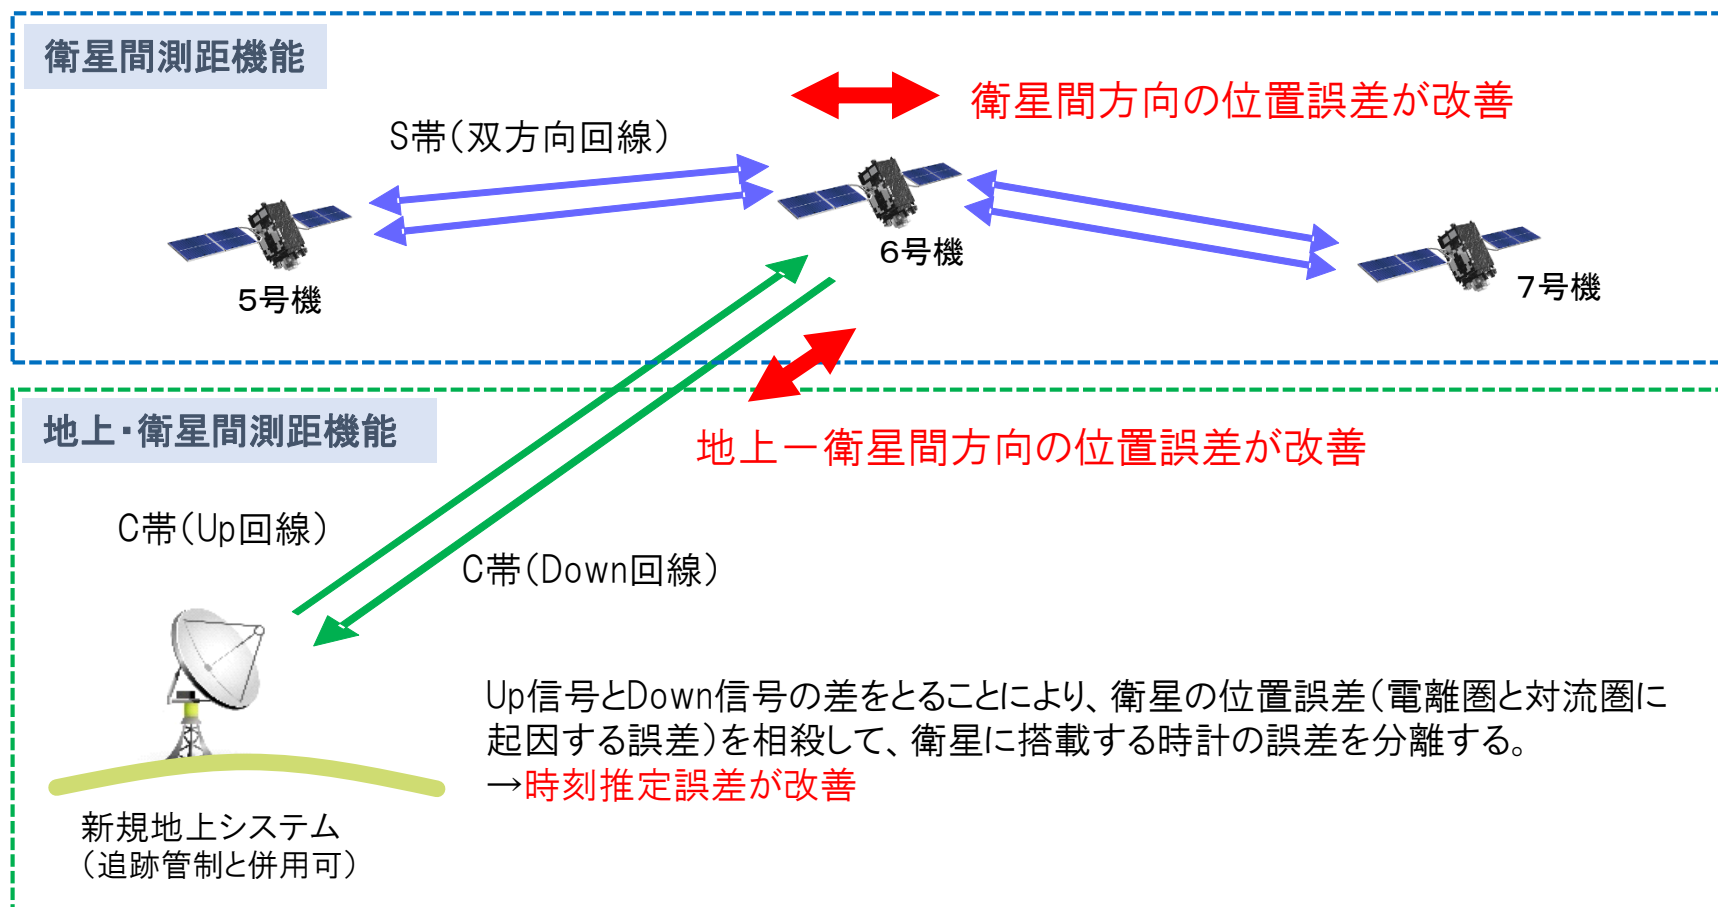 衛星間測距機能
衛星間方向の位置誤差が改善
S帯(双方向回線)
5号機
6号機
7号機
地上・衛星間測距機能
地上－衛星間方向の位置誤差が改善
C帯(Up回線)
C帯(Down回線)
Up信号とDown信号の差をとることにより、衛星の位置誤差(電離圏と対流圏に
起因する誤差)を相殺して、衛星に搭載する時計の誤差を分離する。
→時刻推定誤差が改善
新規地上システム
(追跡管制と併用可)